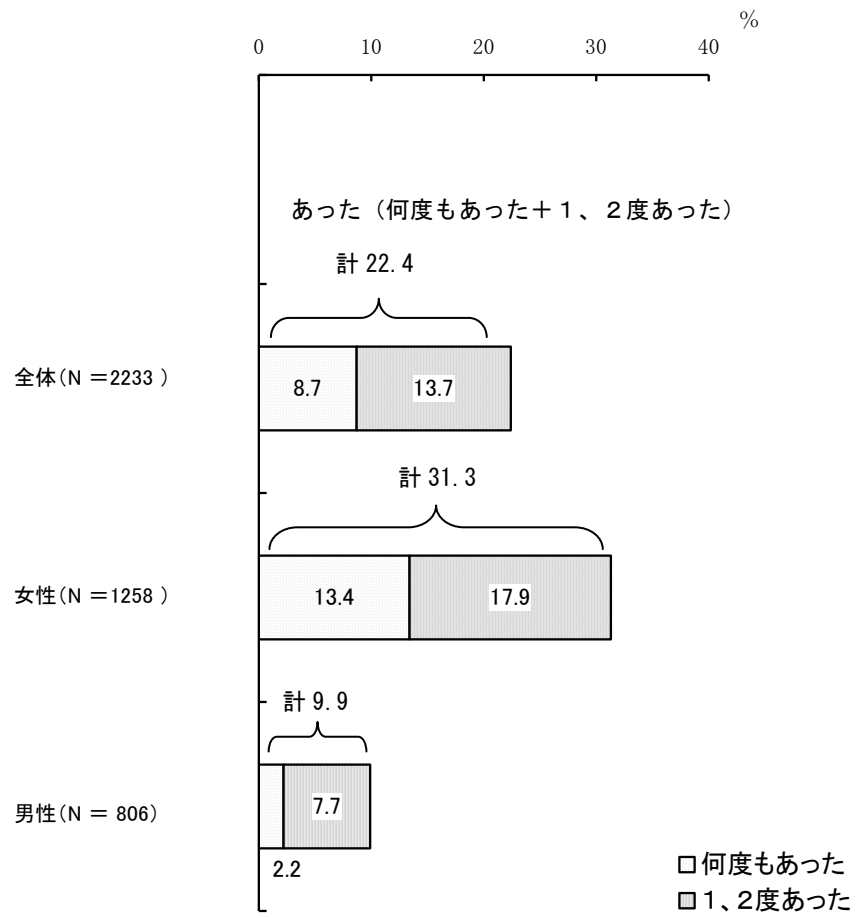 %
0 10 20 30 40
あった（何度もあった＋１、２度あった）
計 22.4
全体（N ＝2233 ）
8.7 13.7
計 31.3
女性（N ＝1258 ）
13.4 17.9
計 9.9
男性（N ＝ 806）
7.7
2.2
何度もあった
１、２度あった